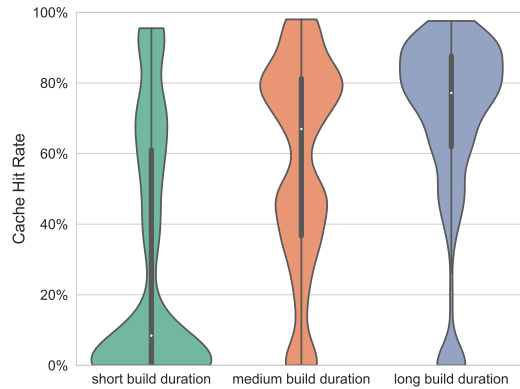 100%
80%
60%
40%
20%
0%
Cache Hit Rate
short build duration
medium build duration
long build duration